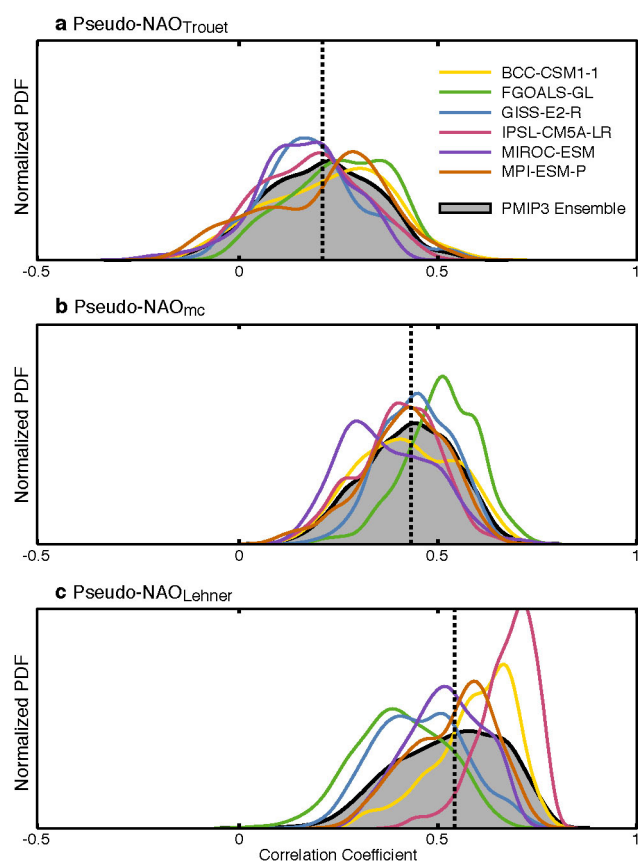 a Pseudo-NAOTrouet
Normalized PDF
BCC-CSM1-1
FGOALS-GL
GISS-E2-R
IPSL-CM5A-LR
MIROC-ESM
MPI-ESM-P
PMIP3 Ensemble
-0.5 0 0.5 1
b Pseudo-NAOmc
Normalized PDF
-0.5 0 0.5 1
c Pseudo-NAOLehner
Normalized PDF
-0.5 0 0.5 1
Correlation Coefficient